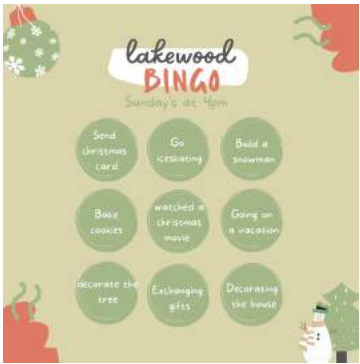 lakewood
BINGO
Sunday's at 4pm
Send
christmas
card
Go
iceskating
Build a
snowman
Bake
cookies
watched a
christmas
movie
Going on
a vacation
decorate the
tree
Exchanging
gifts
Decorating
the house